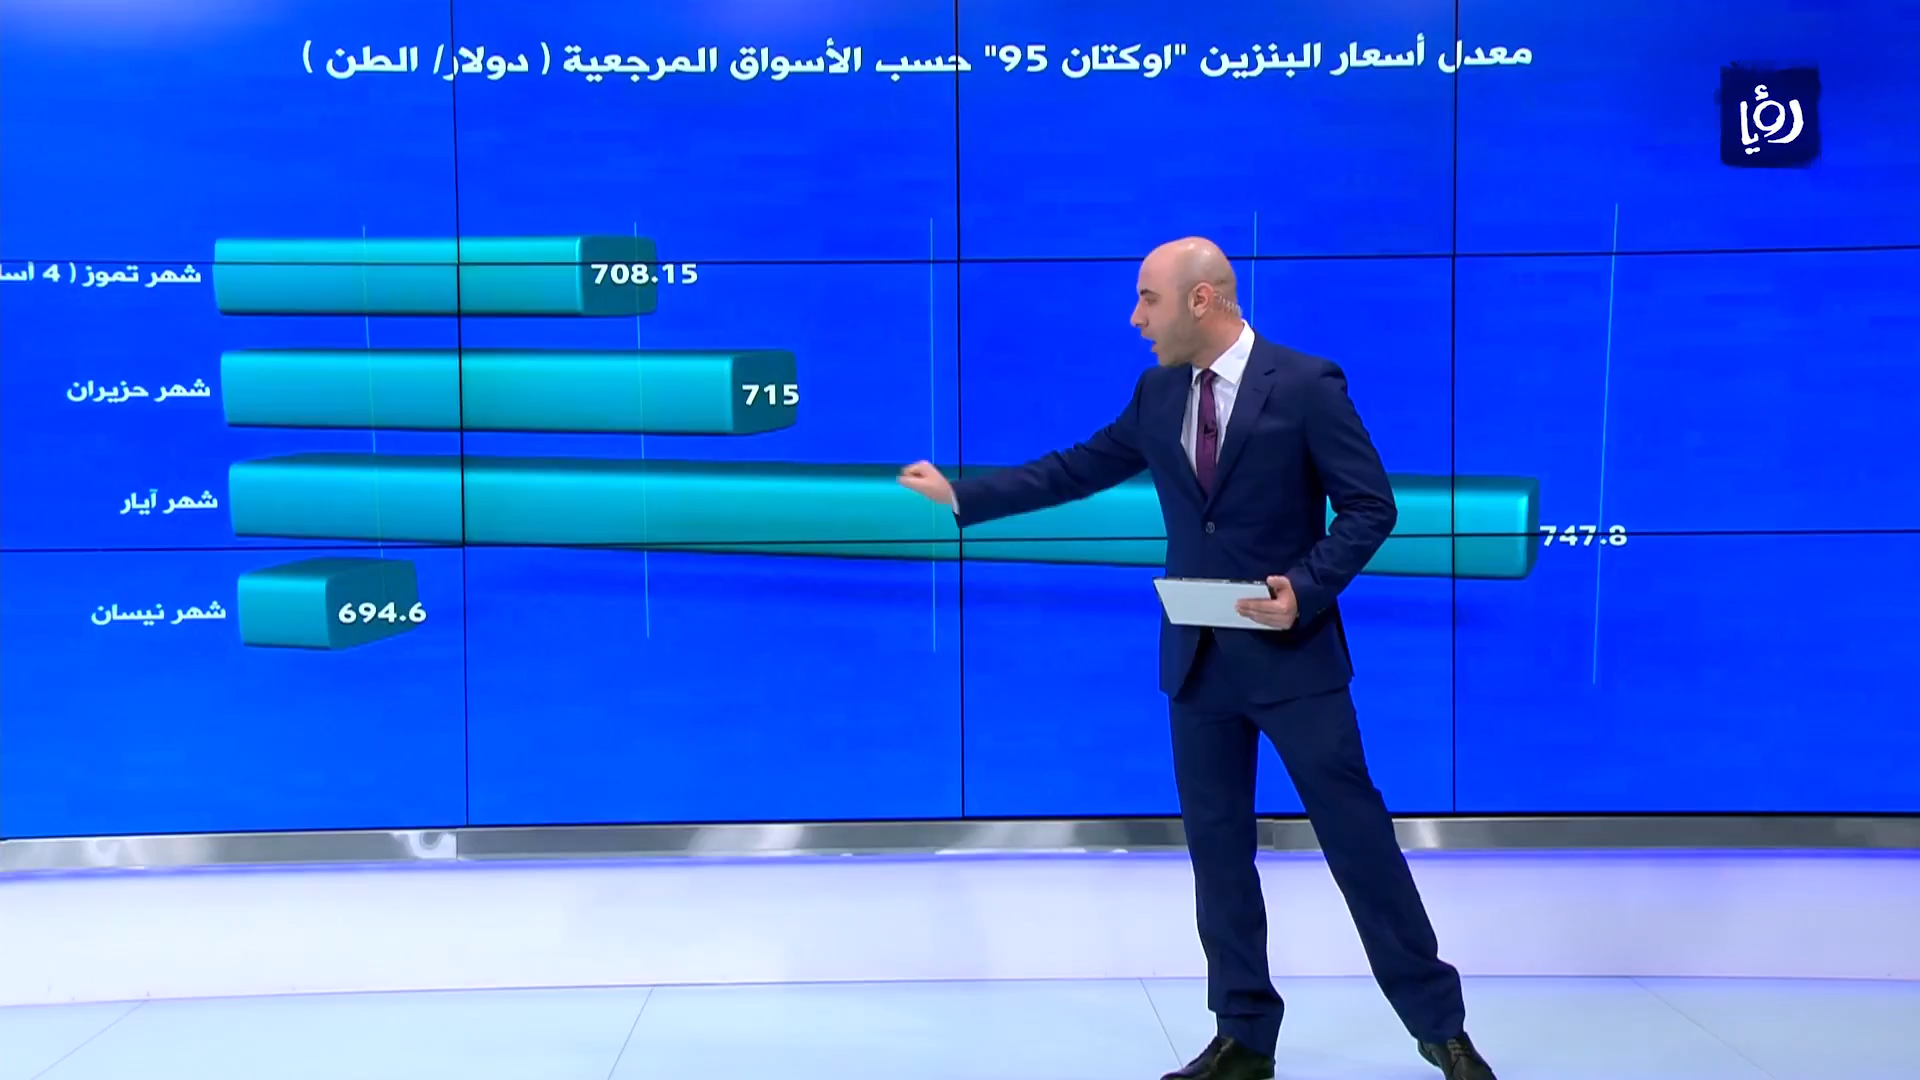 معدل أسعار البنزين "اوكتان 95" حسب الأسواق المرجعية ( دولار/ الطن )
رؤيا
شهر تموز ( 4
708.15
شهر حزيران
715
شهر آيار
747.8
شهر نيسان
694.6